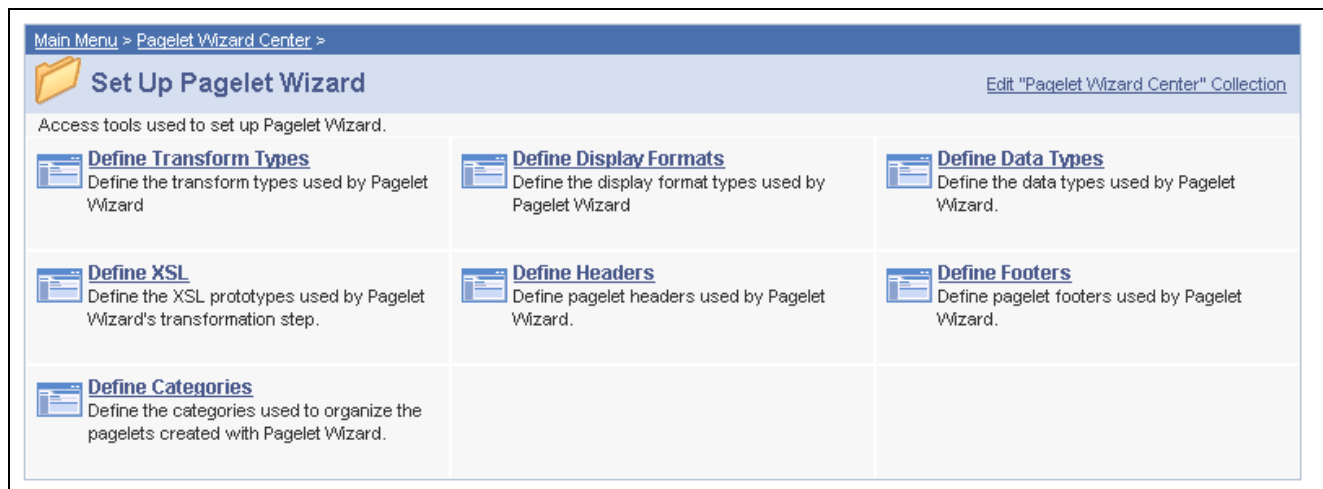 Main Menu > Pagelet Wizard Center >
Set Up Pagelet Wizard
Edit "Pagelet Wizard Center" Collection
Access tools used to set up Pagelet Wizard.
Define Transform Types
Define the transform types used by Pagelet
Wizard
Define Display Formats
Define the display format types used by
Pagelet Wizard
Define Data Types
Define the data types used by Pagelet
Wizard.
Define XSL
Define the XSL prototypes used by Pagelet
Wizard's transformation step.
Define Headers
Define pagelet headers used by Pagelet
Wizard.
Define Footers
Define pagelet footers used by Pagelet
Wizard.
Define Categories
Define the categories used to organize the
pagelets created with Pagelet Wizard.